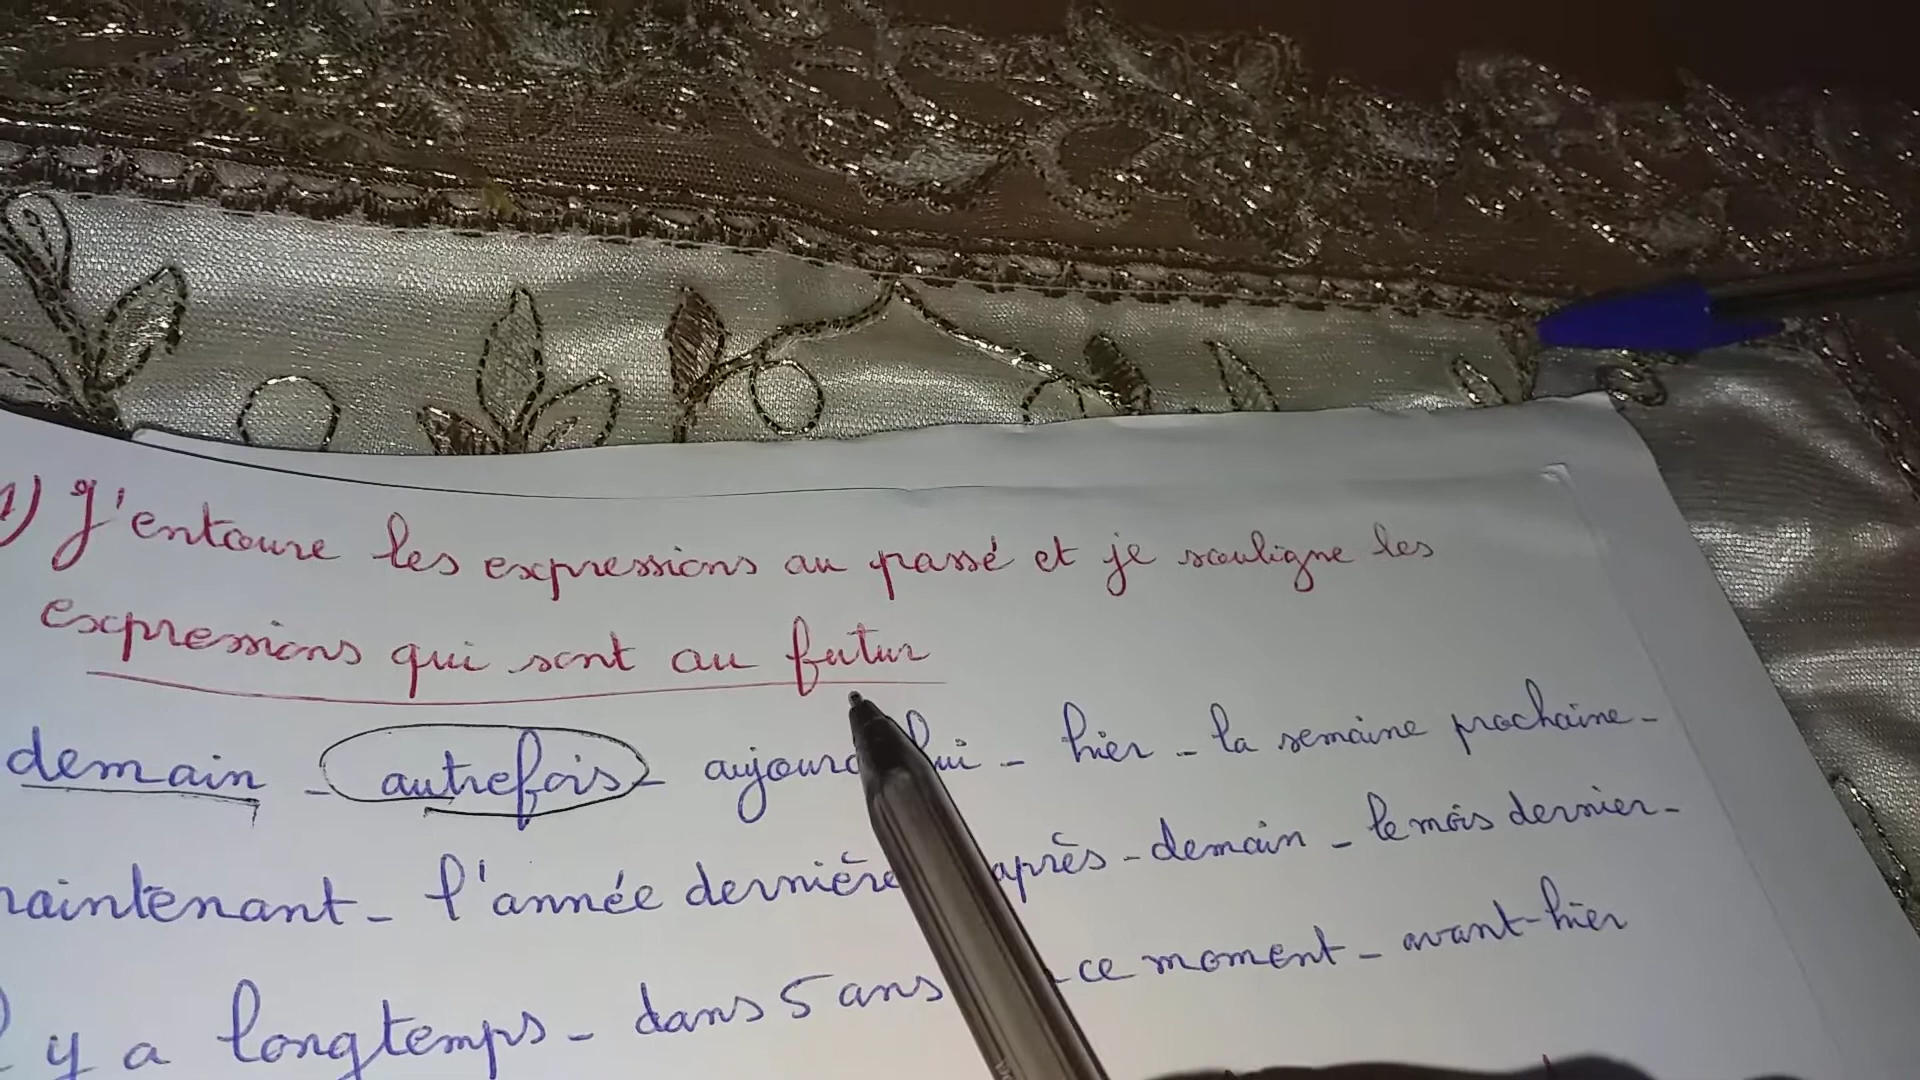 1) J'entoure les expressions au passé et je souligne les
expressions qui sont au futur
demain - autrefois - aujourd'hui - hier - la semaine prochaine -
maintenant - l'année dernière après-demain - le mois dernier -
y a longtemps - dans 5 ans ce moment - avant-hier